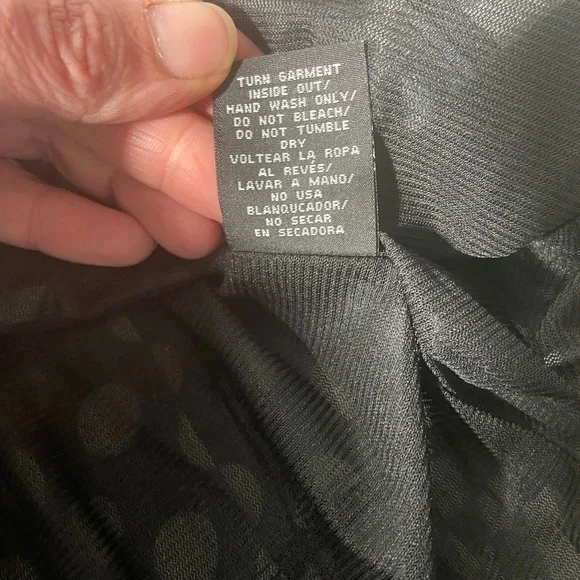 TURN GARMENT
INSIDE OUT/
HAND WASH ONLY/
DO NOT BLEACH/
DO NOT TUMBLE
DRY
VOLTEAR LA ROPA
AL REVÉS/
LAVAR A MANO/
NO USA
BLANQUCADOR/
NO SECAR
EN SECADORA